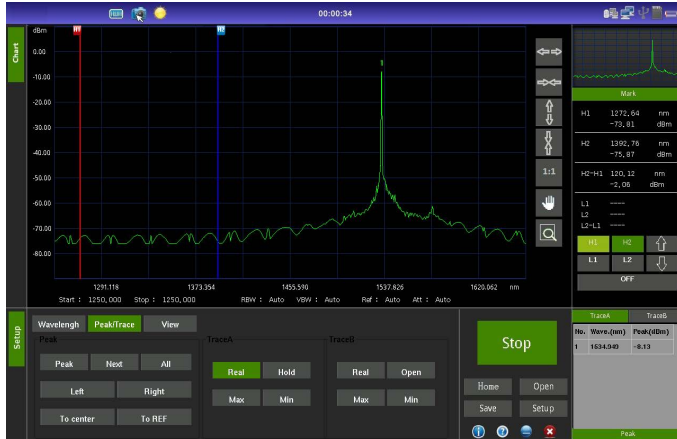 00:00:34
Chart
dBm
H1
H2
0.00
-10.00
-20.00
-30.00
-40.00
-50.00
-60.00
-70.00
-80.00
1
1291.118 1373.354 1455.590 1537.826 1620.062 nm
Start : 1250,000 Stop : 1250,000 RBW : Auto VBW : Auto Ref : Auto Att : Auto
1:1
Mark
H1 1272,64 nm
-73,81 dBm
H2 1392,76 nm
-75,87 dBm
H2-H1 120,12 nm
-2,06 dBm
L1 ----
L2 ----
L2-L1 ----
H1 H2
L1 L2
OFF
Setup
Wavelengh Peak/Trace View
Peak
Peak Next All
Left Right
To center To REF
TraceA
Real Hold
Max Min
TraceB
Real Open
Max Min
Stop
Home Open
Save Setup
TraceA TraceB
No. Wave.(nm) Peak(dBm)
1 1534.949 -8.13
Peak